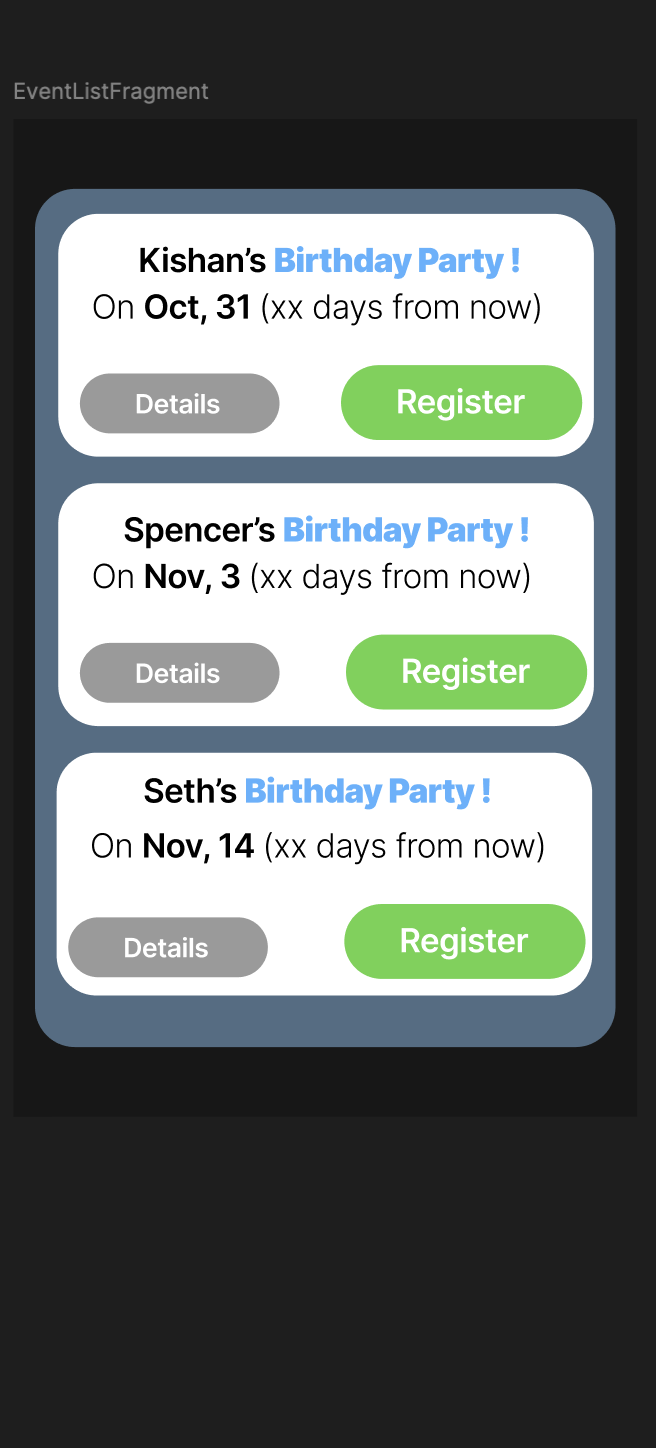 EventListFragment
Kishan’s Birthday Party !
On Oct, 31 (xx days from now)
Details
Register
Spencer’s Birthday Party !
On Nov, 3 (xx days from now)
Details
Register
Seth’s Birthday Party !
On Nov, 14 (xx days from now)
Details
Register